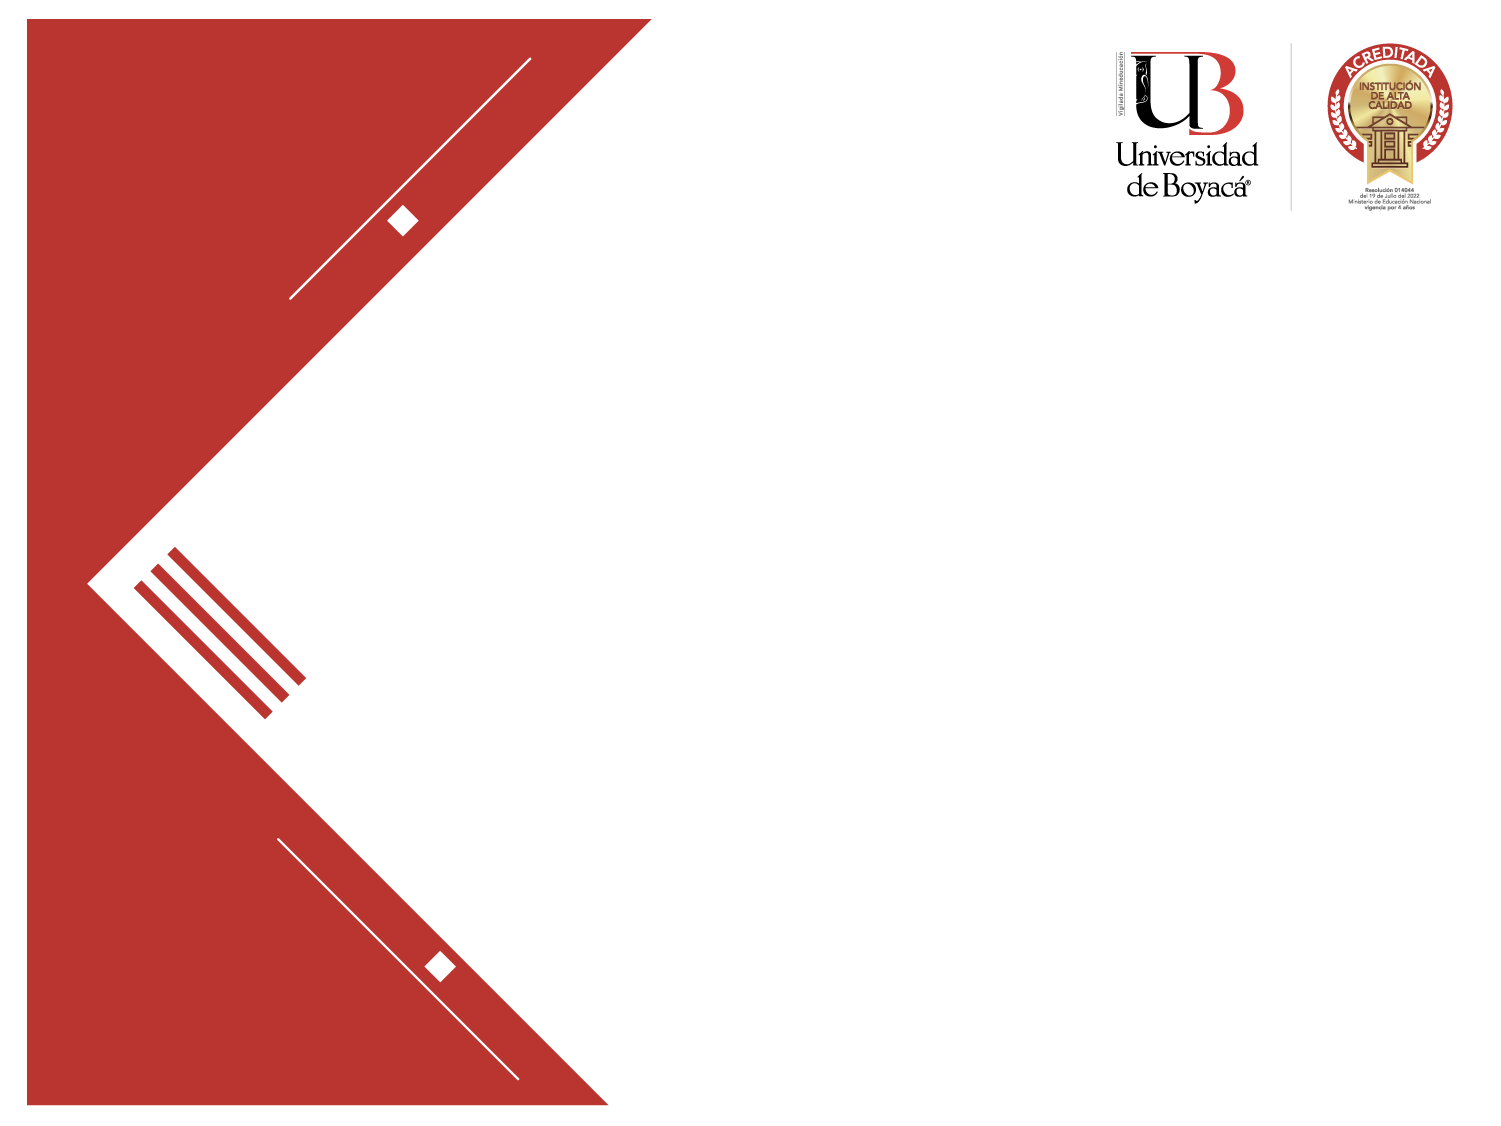 Vigilada Mineducación
UB
Universidad
de Boyacá®
ACREDITADA
INSTITUCIÓN
DE ALTA
CALIDAD
Resolución 014044
del 19 de Julio del 2022
Ministerio de Educación Nacional
vigencia por 4 años